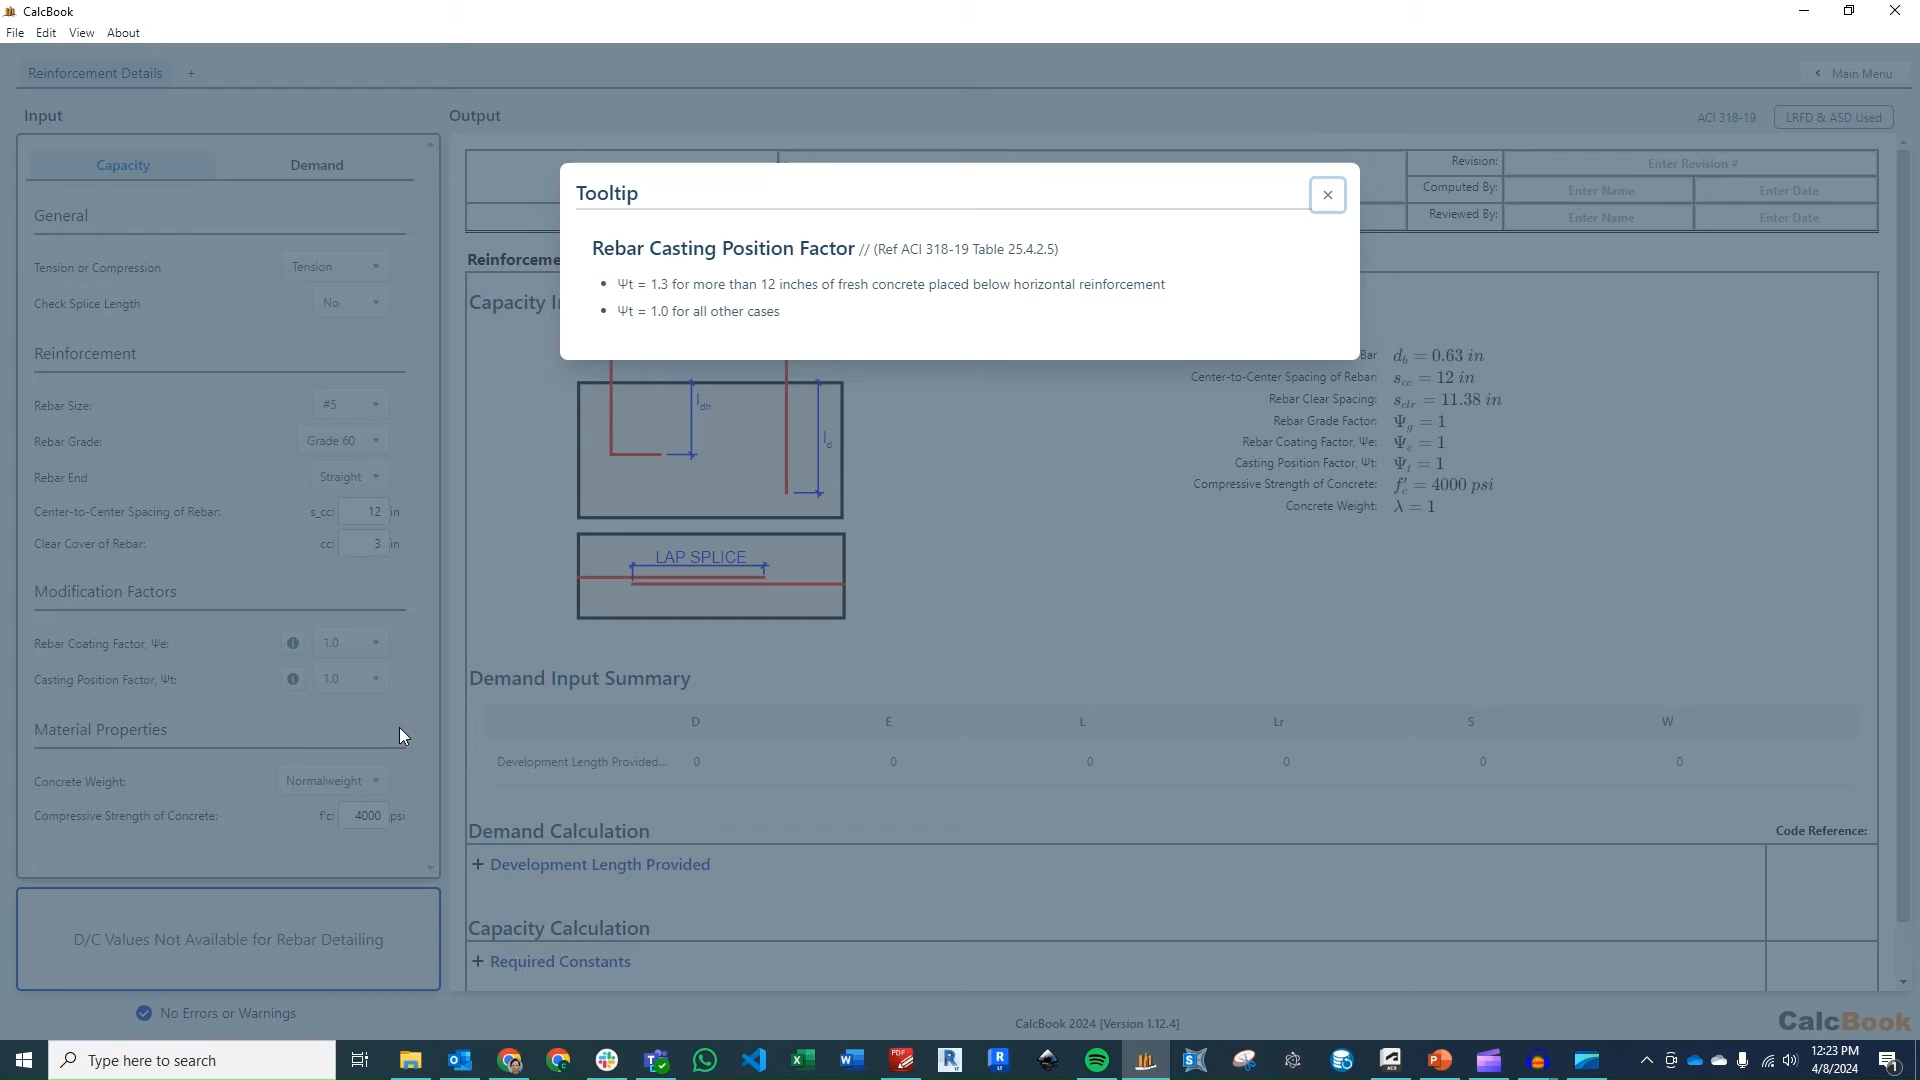 CalcBook
File Edit View About
Reinforcement Details +
Main Menu
Input
Output
ACI 318-19
LRFD & ASD Used
Capacity
Demand
General
Tension or Compression Tension
Check Splice Length No
Reinforcement
Rebar Size: #5
Rebar Grade: Grade 60
Rebar End Straight
Center-to-Center Spacing of Rebar: s_cc: 12 in
Clear Cover of Rebar: cc: 3 in
Modification Factors
Rebar Coating Factor, Ψe: 1.0
Casting Position Factor, Ψt: 1.0
Material Properties
Concrete Weight: Normalweight
Compressive Strength of Concrete: f'c: 4000 psi
D/C Values Not Available for Rebar Detailing
No Errors or Warnings
Revision: Enter Revision #
Computed By: Enter Name Enter Date
Reviewed By: Enter Name Enter Date
Tooltip
×
Rebar Casting Position Factor // (Ref ACI 318-19 Table 25.4.2.5)
• Ψt = 1.3 for more than 12 inches of fresh concrete placed below horizontal reinforcement
• Ψt = 1.0 for all other cases
Reinforceme
Capacity I
l_dh
l_d
LAP SPLICE
Bar d_b = 0.63 in
Center-to-Center Spacing of Rebar: s_cc = 12 in
Rebar Clear Spacing: s_clr = 11.38 in
Rebar Grade Factor: Ψ_g = 1
Rebar Coating Factor, Ψe: Ψ_e = 1
Casting Position Factor, Ψt: Ψ_t = 1
Compressive Strength of Concrete: f'_c = 4000 psi
Concrete Weight: λ = 1
Demand Input Summary
D E L Lr S W
Development Length Provided... 0 0 0 0 0 0
Demand Calculation
Code Reference:
+ Development Length Provided
Capacity Calculation
+ Required Constants
CalcBook 2024 [Version 1.12.4]
CalcBook
Type here to search
12:23 PM
4/8/2024